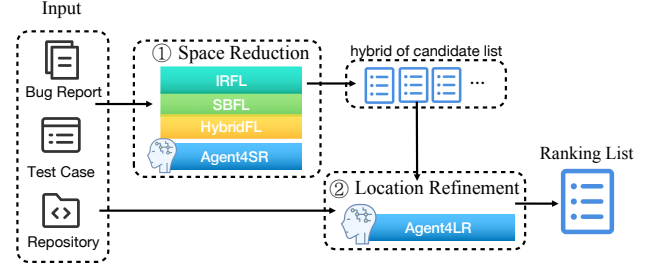 Input
Bug Report
Test Case
Repository
① Space Reduction
IRFL
SBFL
HybridFL
Agent4SR
hybrid of candidate list
...
② Location Refinement
Agent4LR
Ranking List